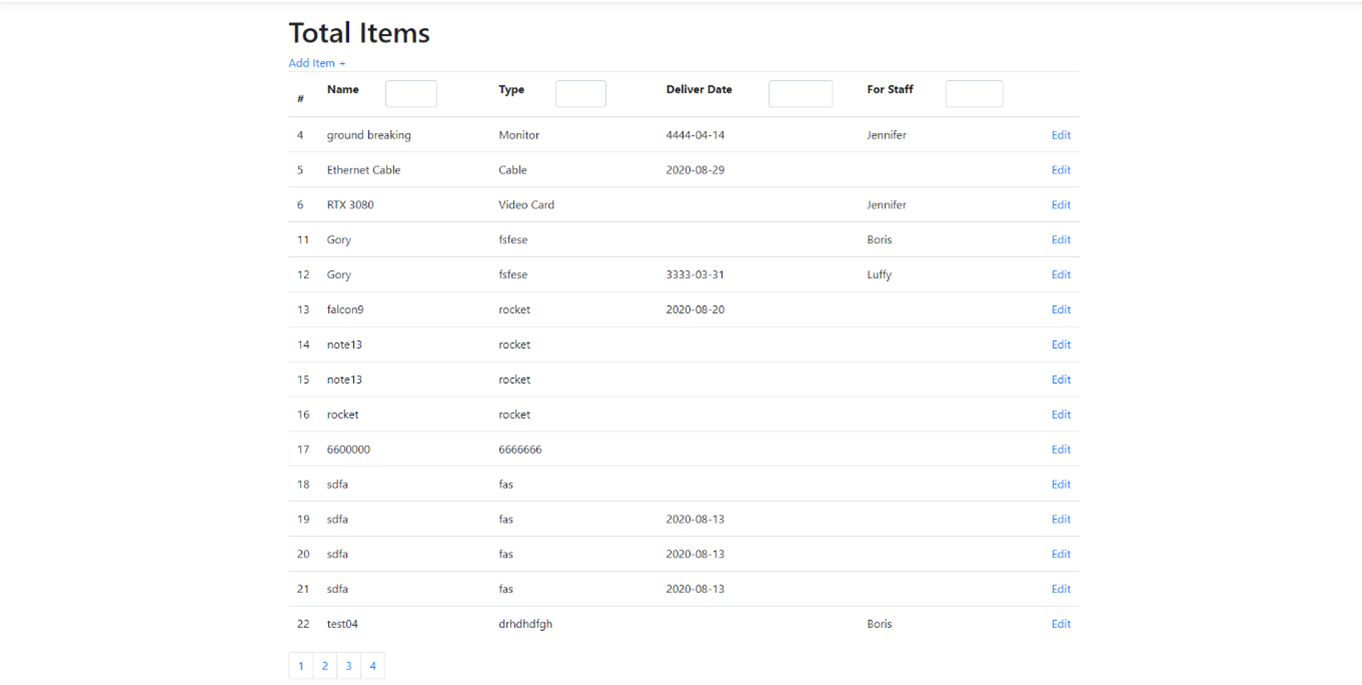 Total Items
Add Item +
# Name Type Deliver Date For Staff
4 ground breaking Monitor 4444-04-14 Jennifer Edit
5 Ethernet Cable Cable 2020-08-29 Edit
6 RTX 3080 Video Card Jennifer Edit
11 Gory fsfese Boris Edit
12 Gory fsfese 3333-03-31 Luffy Edit
13 falcon9 rocket 2020-08-20 Edit
14 note13 rocket Edit
15 note13 rocket Edit
16 rocket rocket Edit
17 6600000 6666666 Edit
18 sdfa fas Edit
19 sdfa fas 2020-08-13 Edit
20 sdfa fas 2020-08-13 Edit
21 sdfa fas 2020-08-13 Edit
22 test04 drhdhdfgh Boris Edit
1 2 3 4